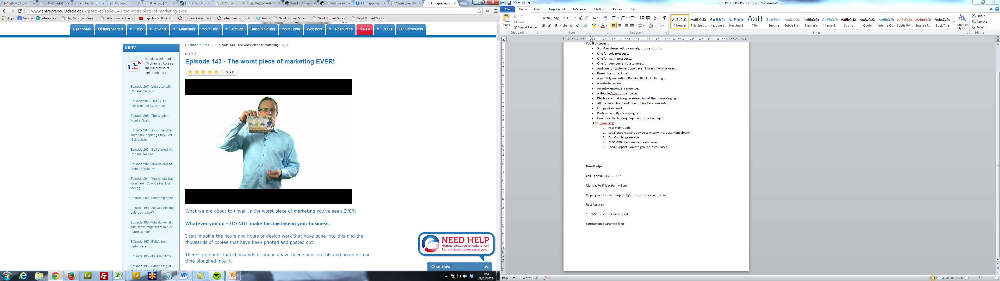 Inbox (513) - m
BottyRules9-1[
Printers button
My Jobs
Billericay | Club
Find an approv
EC Club+
Botty's Rules A
Small Business
Growth Busine
1 Entrepreneur
Claim your FRE
Entrepreneurs
www.entrepreneurscircle.co.uk/posts/episode-143-the-worst-piece-of-marketing-ever
Apps
Google
Infusionsoft
file:///C:/Users/mik...
Entrepreneurs Circle...
nigel botterill - You...
Business Growth – S...
Entrepreneurs Circle...
Asana
Nigel Botterill Succe...
Nigel Botterill Succe...
Nigel Botterill Succe...
Dashboard
Getting Started
Help
Events
Marketing
Your Time
Attitude
Sales & Selling
Your Team
Webinars
Resources
NB-TV
CLUB
EC Community
NB-TV
nb tv
Nigels' weekly online
TV channel. Access
the full archive of
episodes here
Episode 207 - Let's start with
Rooster Cogburn
Episode 206 - This is SO
powerful and SO simple
Episode 205 - The Western
Frontier Spirit
Episode 204 (Gold) The Most
Incredibly Inspiring Story Ever -
Nick Vujicic
Episode 203 - It all started with
Ronald Reagan
Episode 202 - Areeba Areeba!
Andalay Andalay!
Episode 201 - You've lost that
lovin' feeling', whoa that lovin'
feeling…
Episode 200 - Fanfare please
Episode 199 - Are you thinking
outside the box?...
Episode 198 - Why do we fall
sir? So we might learn to pick
ourselves up!
Episode 197 - Botty's top
performers
Episode 196 - It's about time …
Episode 195 - Fancy a tug of
Dashboard / NB-TV / Episode 143 - The worst piece of marketing EVER!
NB-TV
Episode 143 - The worst piece of marketing EVER!
Rate It!
What we are about to unveil is the worst piece of marketing you've seen EVER!
Whatever you do – DO NOT make this mistake in your business.
I can imagine the hours and hours of design work that have gone into this and the
thousands of copies that have been printed and posted out.
There's no doubt that thousands of pounds have been spent on this and hours of man
time ploughed into it.
NEED HELP
Finding what you're looking for?
Let our expert team assist you...
Chat now
14:54
31/03/2014
Club Plus Bullet Points Copy - Microsoft Word
File
Home
Insert
Page Layout
References
Mailings
Review
View
Paste
Cut
Copy
Format Painter
Clipboard
Calibri (Body)
11
Font
Paragraph
¶ Normal
¶ No Spaci...
Heading 1
Heading 2
Title
Subtitle
Subtle Em...
Emphasis
Intense E...
Strong
Quote
Intense Q...
Subtle Ref...
Intense R...
Book Title
Change
Styles
Styles
Find
Replace
Select
Editing
You'll discover…
• 3 or 4 mini-marketing campaigns to send out…
• One for cold prospects
• One for warm prospects…
• One for your current customers…
• And one for customers you haven't heard from for years.
• Pre-written direct mail
• A monthly marketing 'Building Block', including…
• A website review…
• An auto-responder sequence…
• A Google Adwords campaign…
• Display ads that are guaranteed to get the phone ringing…
• All the 'know how' and 'how to' for Facebook Ads…
• Lumpy direct mail…
• Postcard and flyer campaigns…
• Done-For-You landing pages and squeeze pages
And 5 Bonusess:
1. Fast Start Guide
2. Legal expenses and advice service with a document library
3. Full Concierge service
4. £100,000 of accidental death cover
5. Local support… on the ground in your area
Need Help?
Call us on 0121 765 3407
Monday to Friday 9am – 5pm
Or ping us an email – support@entrepreneurscircle.co.uk
Rest Assured
100% Satisfaction Guaranteed
Satisfaction guarantee logo
Page: 1 of 1
Words: 152
90%